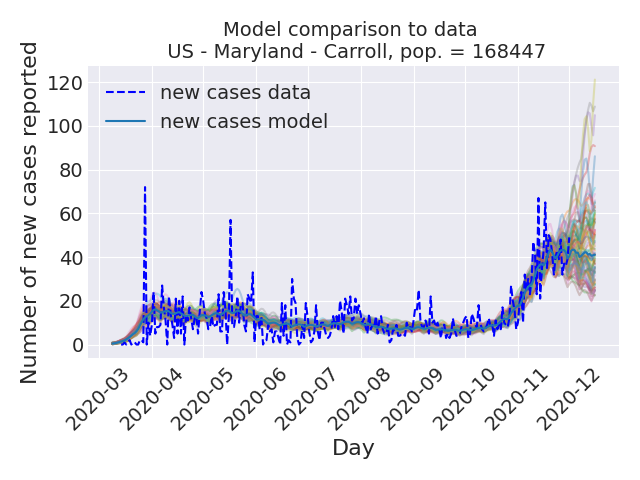 Model comparison to data
US - Maryland - Carroll, pop. = 168447
new cases data
new cases model
Number of new cases reported
120
100
80
60
40
20
0
2020-03
2020-04
2020-05
2020-06
2020-07
2020-08
2020-09
2020-10
2020-11
2020-12
Day